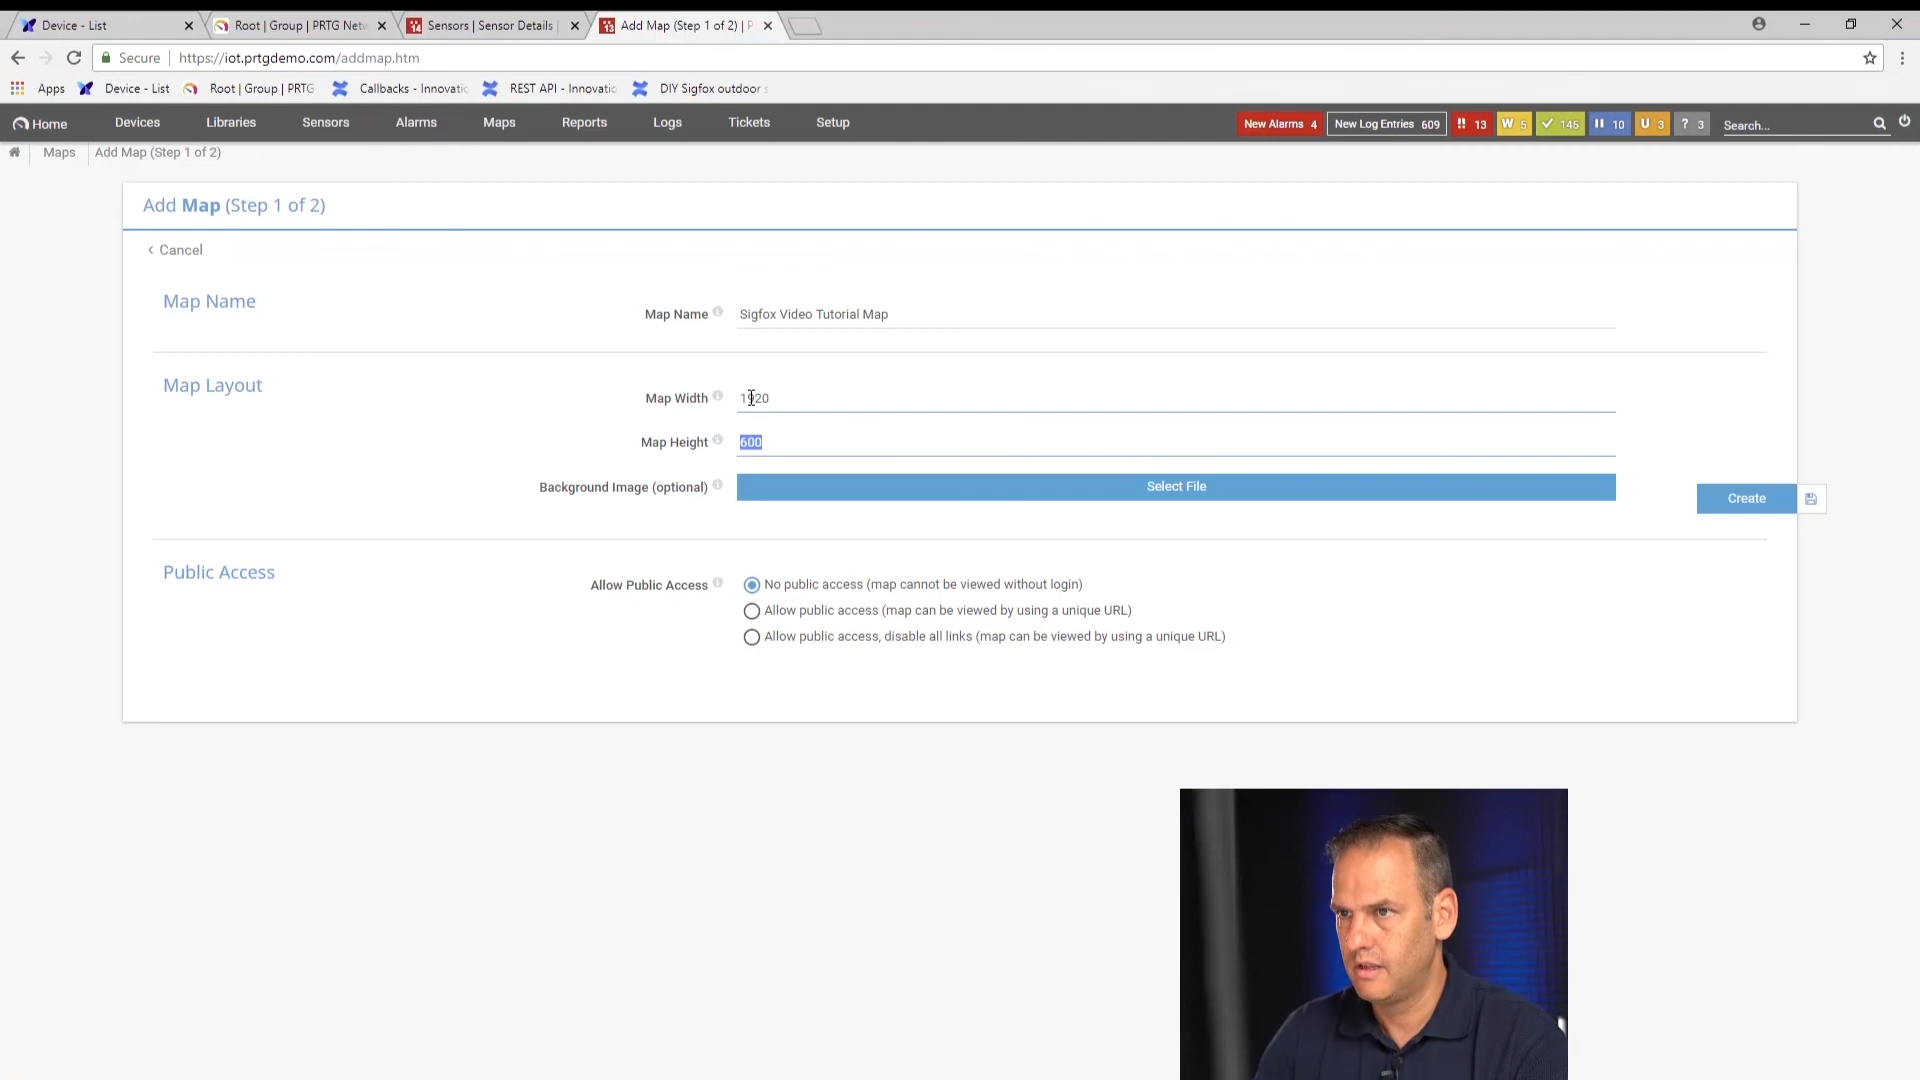 Device - List
Root | Group | PRTG Netw
Sensors | Sensor Details
Add Map (Step 1 of 2) | P
Secure
https://iot.prtgdemo.com/addmap.htm
Apps
Device - List
Root | Group | PRTG
Callbacks - Innovatic
REST API - Innovatio
DIY Sigfox outdoor s
Home
Devices
Libraries
Sensors
Alarms
Maps
Reports
Logs
Tickets
Setup
New Alarms 4
New Log Entries 609
!! 13
W 5
145
10
U 3
? 3
Search...
Maps
Add Map (Step 1 of 2)
Add Map (Step 1 of 2)
< Cancel
Map Name
Map Name
Sigfox Video Tutorial Map
Map Layout
Map Width
1920
Map Height
600
Background Image (optional)
Select File
Create
Public Access
Allow Public Access
No public access (map cannot be viewed without login)
Allow public access (map can be viewed by using a unique URL)
Allow public access, disable all links (map can be viewed by using a unique URL)